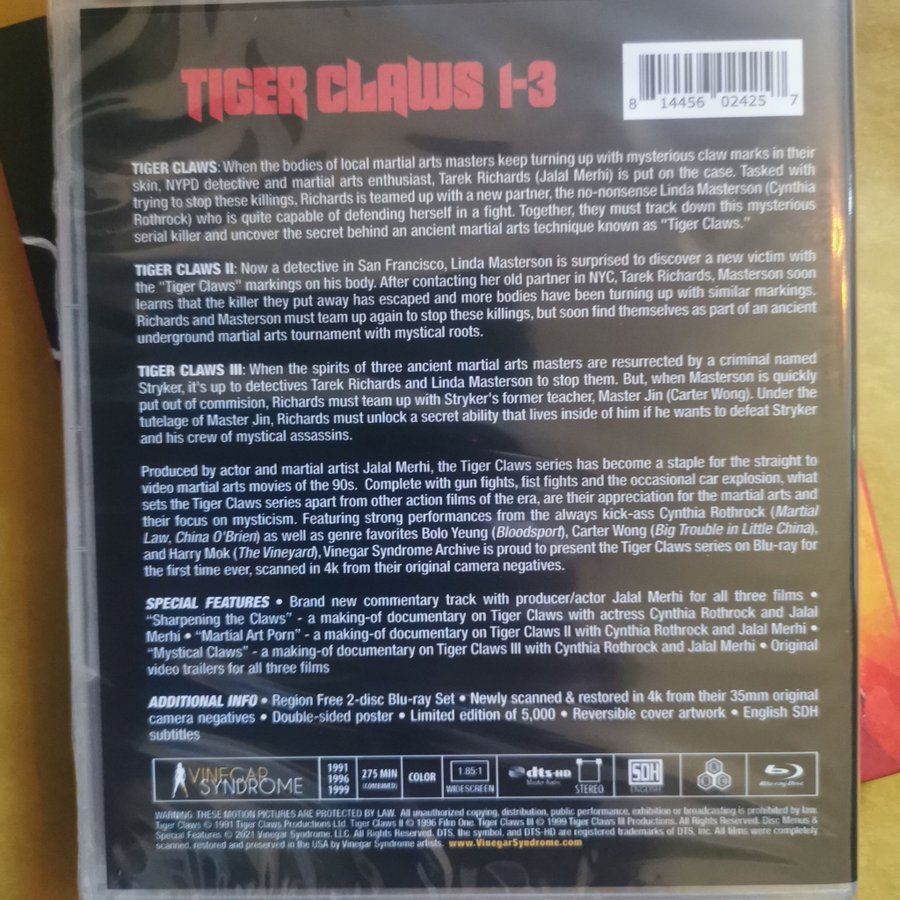 TIGER CLAWS 1-3
8 14456 02425 7
TIGER CLAWS: When the bodies of local martial arts masters keep turning up with mysterious claw marks in their
skin, NYPD detective and martial arts enthusiast, Tarek Richards (Jalal Merhi) is put on the case. Tasked with
trying to stop these killings, Richards is teamed up with a new partner, the no-nonsense Linda Masterson (Cynthia
Rothrock) who is quite capable of defending herself in a fight. Together, they must track down this mysterious
serial killer and uncover the secret behind an ancient martial arts technique known as "Tiger Claws."
TIGER CLAWS II: Now a detective in San Francisco, Linda Masterson is surprised to discover a new victim with
the "Tiger Claws" markings on his body. After contacting her old partner in NYC, Tarek Richards, Masterson soon
learns that the killer they put away has escaped and more bodies have been turning up with similar markings.
Richards and Masterson must team up again to stop these killings, but soon find themselves as part of an ancient
underground martial arts tournament with mystical roots.
TIGER CLAWS III: When the spirits of three ancient martial arts masters are resurrected by a criminal named
Stryker, it's up to detectives Tarek Richards and Linda Masterson to stop them. But, when Masterson is quickly
put out of commision, Richards must team up with Stryker's former teacher, Master Jin (Carter Wong). Under the
tutelage of Master Jin, Richards must unlock a secret ability that lives inside of him if he wants to defeat Stryker
and his crew of mystical assassins.
Produced by actor and martial artist Jalal Merhi, the Tiger Claws series has become a staple for the straight to
video martial arts movies of the 90s. Complete with gun fights, fist fights and the occasional car explosion, what
sets the Tiger Claws series apart from other action films of the era, are their appreciation for the martial arts and
their focus on mysticism. Featuring strong performances from the always kick-ass Cynthia Rothrock (Martial
Law, China O'Brien) as well as genre favorites Bolo Yeung (Bloodsport), Carter Wong (Big Trouble in Little China),
and Harry Mok (The Vineyard), Vinegar Syndrome Archive is proud to present the Tiger Claws series on Blu-ray for
the first time ever, scanned in 4k from their original camera negatives.
SPECIAL FEATURES • Brand new commentary track with producer/actor Jalal Merhi for all three films •
"Sharpening the Claws" - a making-of documentary on Tiger Claws with actress Cynthia Rothrock and Jalal
Merhi • "Martial Art Porn" - a making-of documentary on Tiger Claws II with Cynthia Rothrock and Jalal Merhi •
"Mystical Claws" - a making-of documentary on Tiger Claws III with Cynthia Rothrock and Jalal Merhi • Original
video trailers for all three films
ADDITIONAL INFO • Region Free 2-disc Blu-ray Set • Newly scanned & restored in 4k from their 35mm original
camera negatives • Double-sided poster • Limited edition of 5,000 • Reversible cover artwork • English SDH
subtitles
VINEGAR SYNDROME
1991
1996
1999
275 MIN
(COMBINED)
COLOR
1.85:1
WIDESCREEN
dts-HD
Master Audio
STEREO
SDH
ENGLISH
A B C
Blu-ray Disc
WARNING: THESE MOTION PICTURES ARE PROTECTED BY LAW. All unauthorized copying, distribution, public performance, exhibition or broadcasting is prohibited by law.
Tiger Claws © 1991 Tiger Claws Productions Ltd. Tiger Claws II © 1996 Film One. Tiger Claws III © 1999 Tiger Claws III Productions. All Rights Reserved. Disc Menus &
Special Features © 2021 Vinegar Syndrome, LLC. All Rights Reserved. DTS, the symbol, and DTS-HD are registered trademarks of DTS, Inc. All films were completely
scanned, restored and preserved in the USA by Vinegar Syndrome artists. www.VinegarSyndrome.com